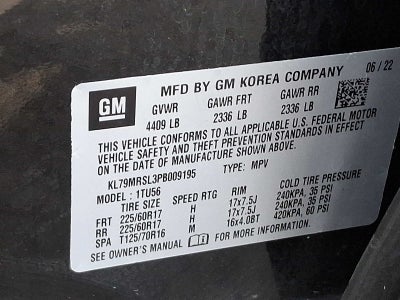 GM
MFD BY GM KOREA COMPANY 06/22
GVWR GAWR FRT GAWR RR
4409 LB 2336 LB 2336 LB
THIS VEHICLE CONFORMS TO ALL APPLICABLE U.S. FEDERAL MOTOR
VEHICLE SAFETY AND THEFT PREVENTION STANDARDS IN EFFECT
ON THE DATE OF MANUFACTURE SHOWN ABOVE.
KL79MRSL3PB009195 TYPE: MPV
MODEL: 1TU56
TIRE SIZE SPEED RTG RIM COLD TIRE PRESSURE
FRT 225/60R17 H 17x7.5J 240KPA, 35 PSI
RR 225/60R17 H 17x7.5J 240KPA, 35 PSI
SPA T125/70R16 M 16x4.0BT 420KPA, 60 PSI
SEE OWNER'S MANUAL FOR MORE INFORMATION.